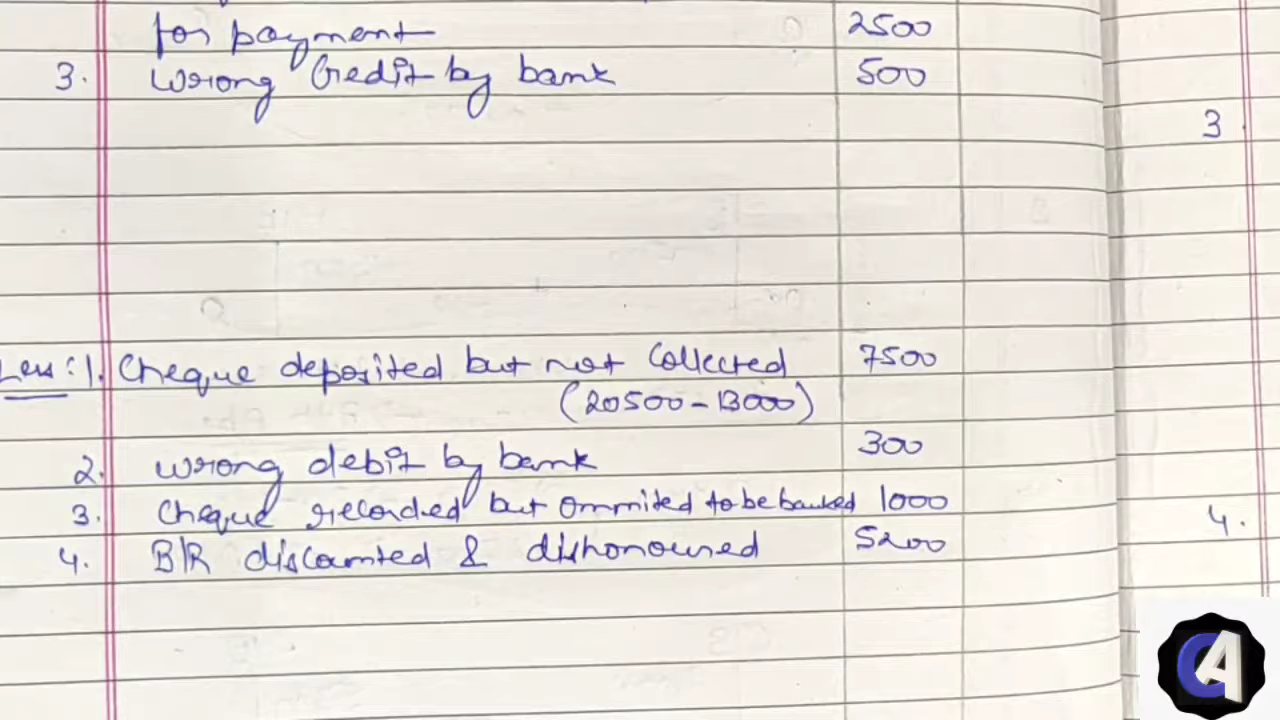 for payment 2500
3. Wrong Credit by bank 500
3
Less: 1. Cheque deposited but not collected 7500
(20500-13000)
2. wrong debit by bank 300
3. Cheque recorded but ommited to be banked 1000
4. B/R discounted & dishonoured 5200
4.
CA